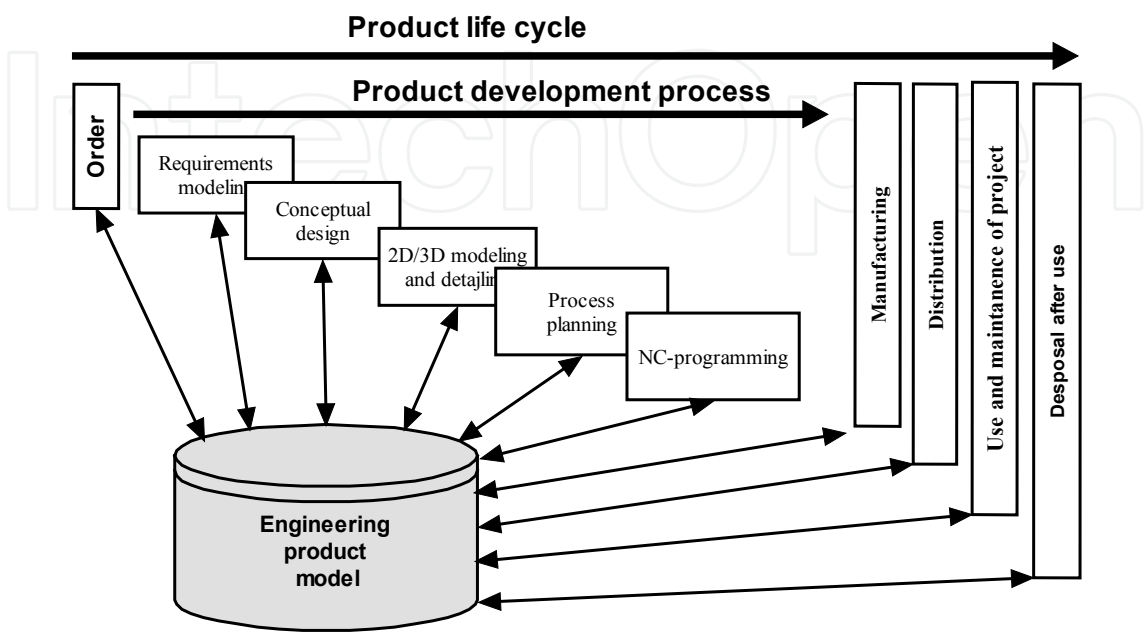 Product life cycle
Product development process
Order
Requirements
modelin
Conceptual
design
2D/3D modeling
and detajlin
Process
planning
NC-programming
Manufacturing
Distribution
Use and maintanence of project
Desposal after use
Engineering
product
model
IntechOpen